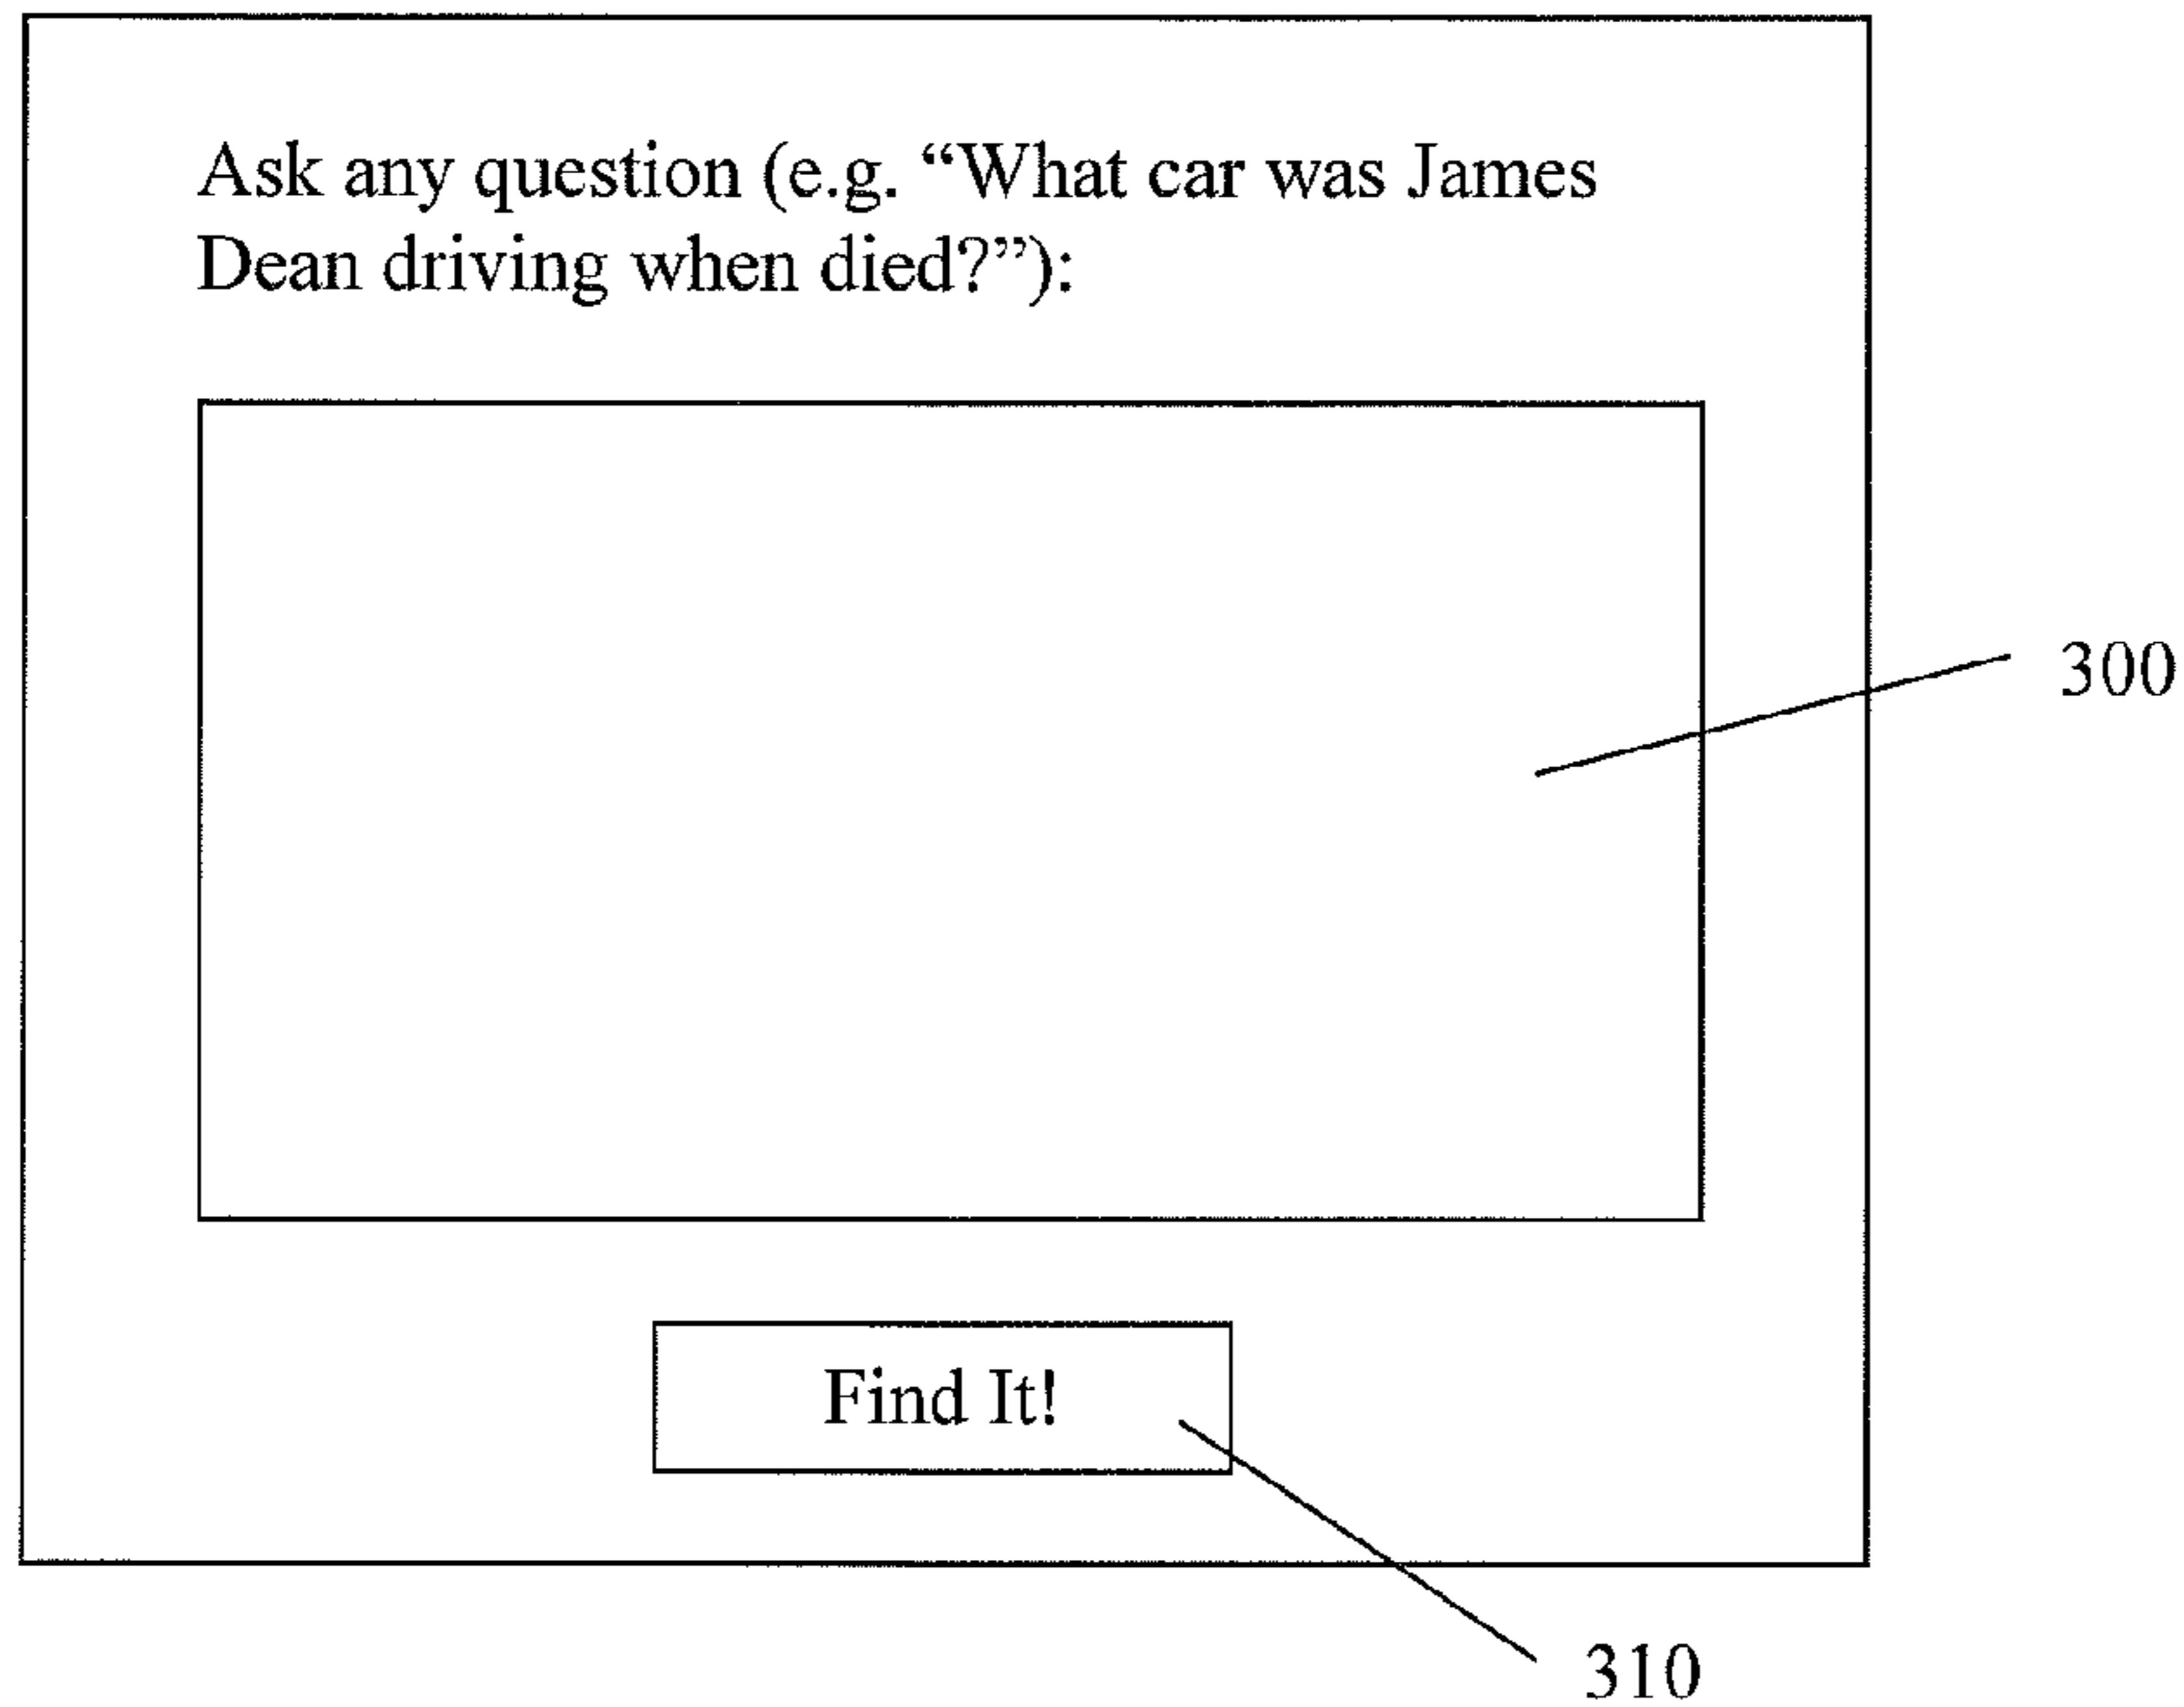 Ask any question (e.g. “What car was James
Dean driving when died?”):
300
Find It!
310